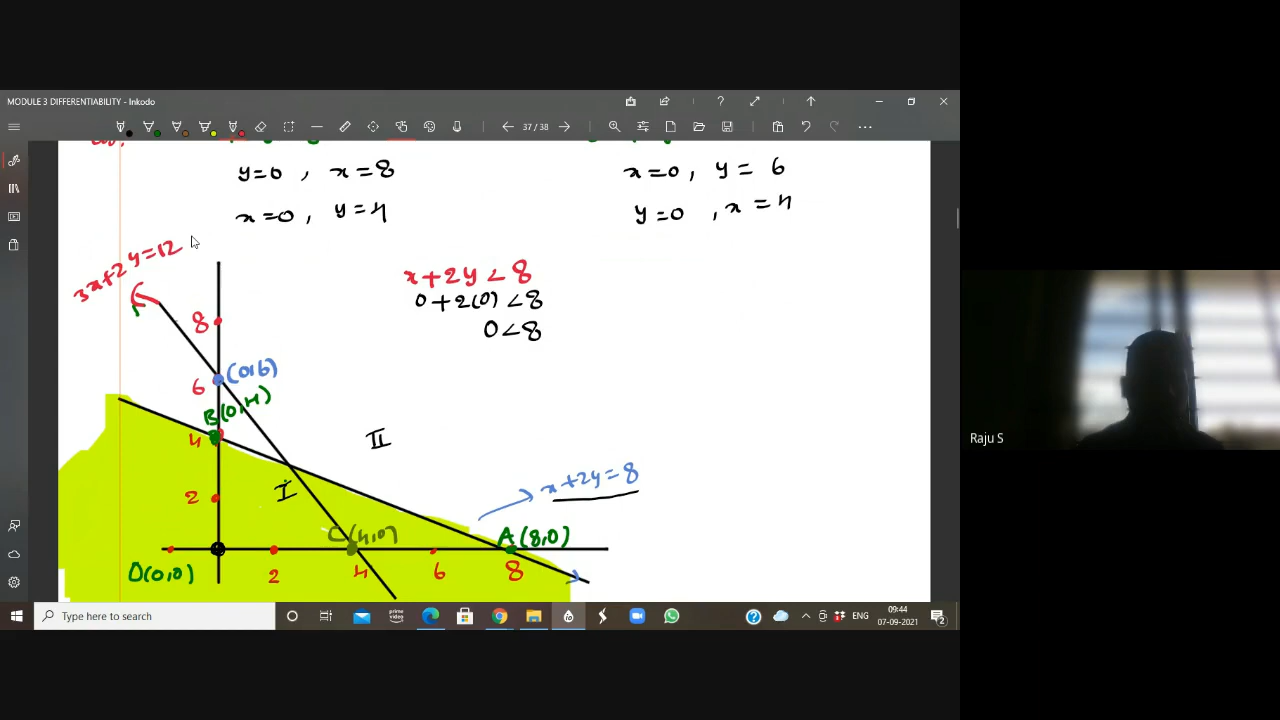 MODULE 3 DIFFERENTIABILITY - Inkodo
37 / 38
y=0 , x=8
x=0, y= 6
x=0, y=4
y=0 , x=4
3x+2y=12
x+2y<8
0+2(0)<8
0<8
8
(0,6)
6
B(0,4)
4
II
2
I
x+2y=8
C(4,0)
A(8,0)
O(0,0)
2
4
6
8
Raju S
Type here to search
prime video
ENG
09:44
07-09-2021
2